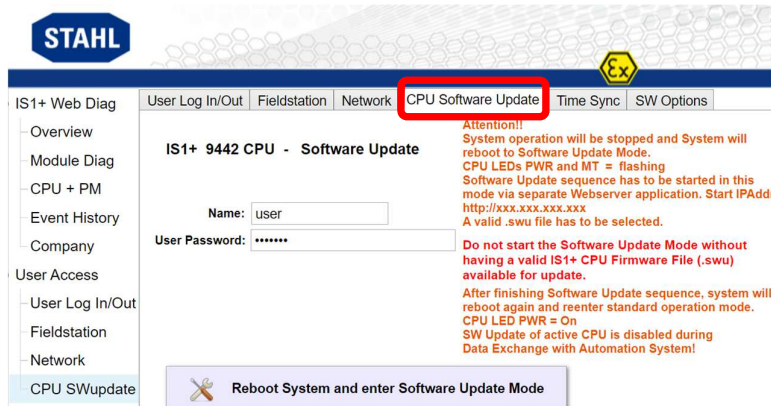 STAHL
Ex
IS1+ Web Diag
Overview
Module Diag
CPU + PM
Event History
Company
User Access
User Log In/Out
Fieldstation
Network
CPU SWupdate
User Log In/Out
Fieldstation
Network
CPU Software Update
Time Sync
SW Options
IS1+ 9442 CPU - Software Update
Name: user
User Password: •••••••
Attention!!
System operation will be stopped and System will
reboot to Software Update Mode.
CPU LEDs PWR and MT = flashing
Software Update sequence has to be started in this
mode via separate Webserver application. Start IPAddr
http://xxx.xxx.xxx.xxx
A valid .swu file has to be selected.
Do not start the Software Update Mode without
having a valid IS1+ CPU Firmware File (.swu)
available for update.
After finishing Software Update sequence, system will
reboot again and reenter standard operation mode.
CPU LED PWR = On
SW Update of active CPU is disabled during
Data Exchange with Automation System!
Reboot System and enter Software Update Mode